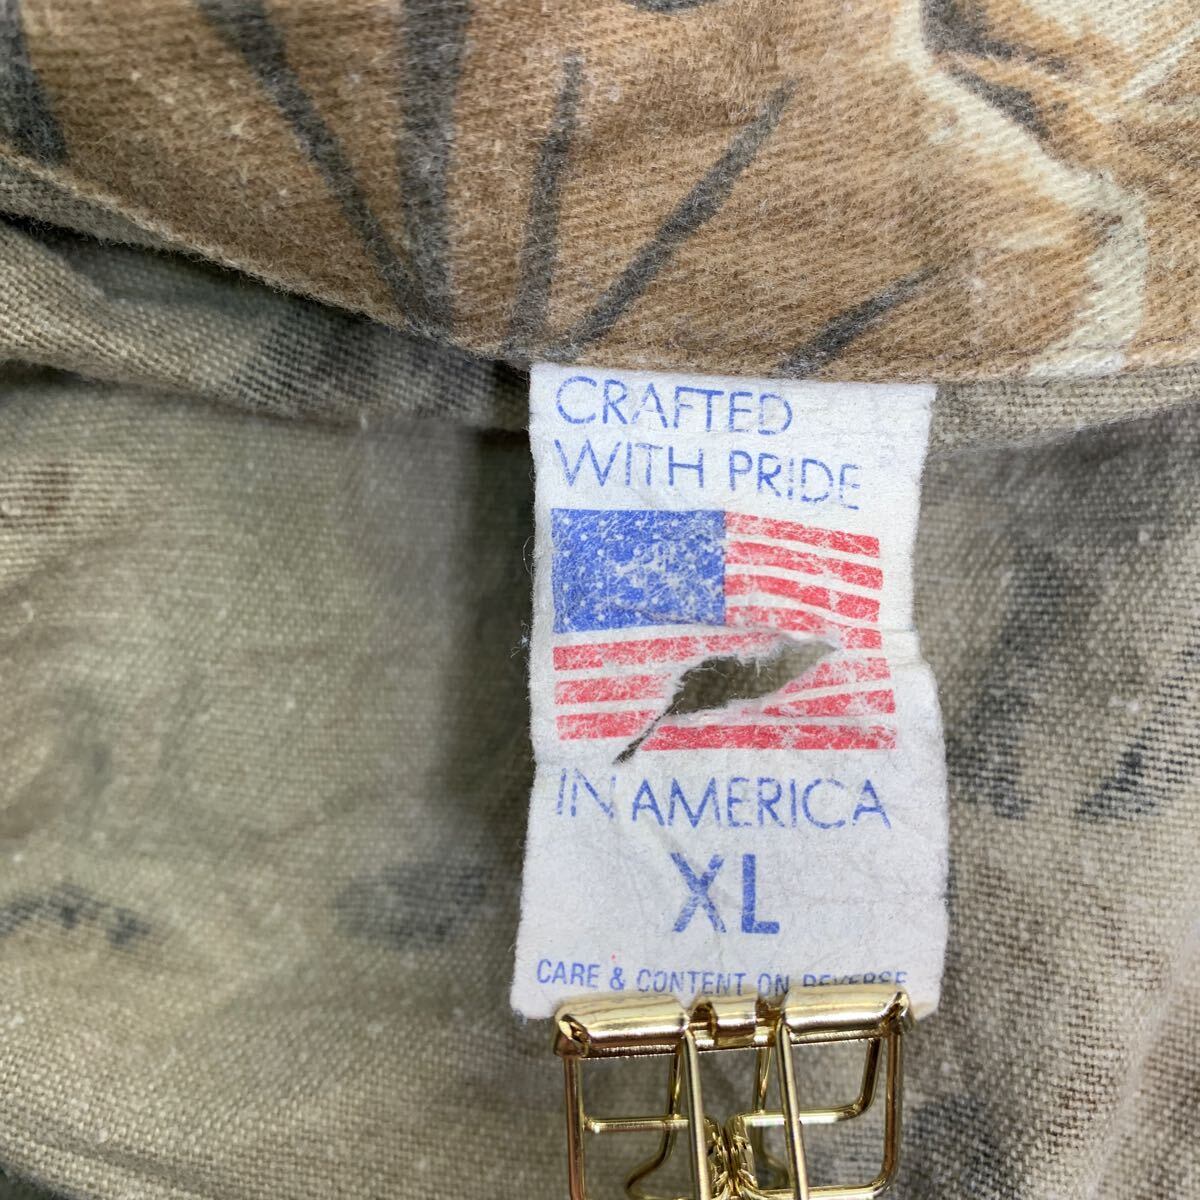 CRAFTED
WITH PRIDE
IN AMERICA
XL
CARE & CONTENT ON REVERSE